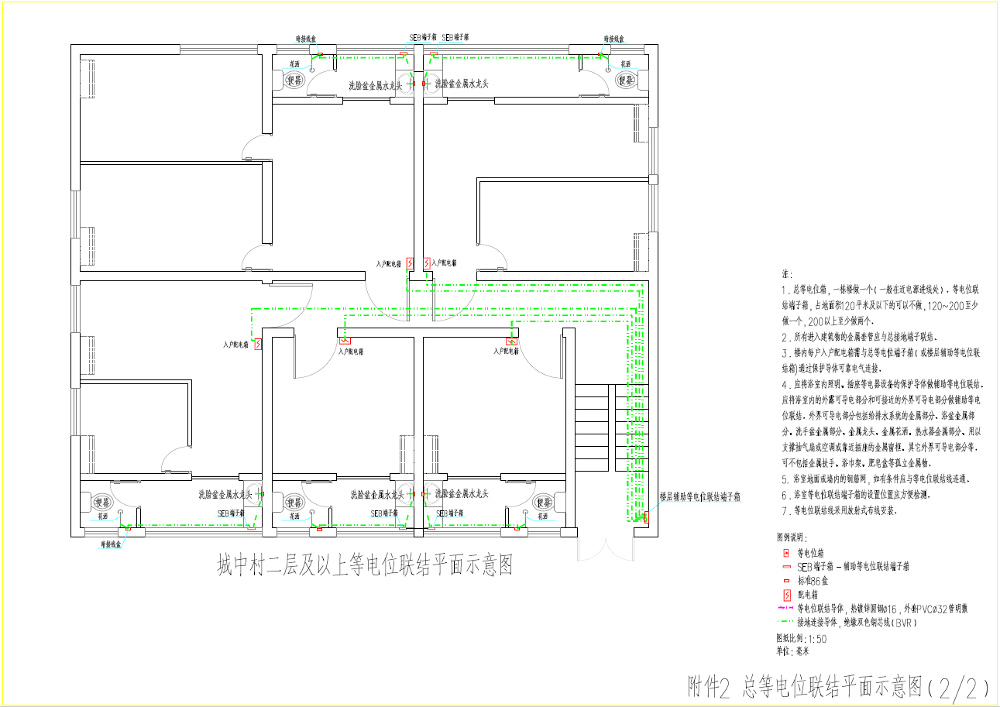 暗接线盒
SEB端子箱
SEB端子箱
暗接线盒
花洒
花洒
便器
洗脸盆金属水龙头
洗脸盆金属水龙头
便器
入户配电箱
入户配电箱
入户配电箱
入户配电箱
入户配电箱
洗脸盆金属水龙头
洗脸盆金属水龙头
洗脸盆金属水龙头
便器
便器
便器
花洒
SEB端子箱
花洒
SEB端子箱
SEB端子箱
花洒
暗接线盒
楼层辅助等电位联结端子箱
城中村二层及以上等电位联结平面示意图
注：
1．总等电位箱，一栋楼做一个（一般在近电源进线处）．等电位联
结端子箱，占地面积120平米及以下的可以不做，120~200至少
做一个，200以上至少做两个．
2．所有进入建筑物的金属套管应与总接地端子联结．
3．楼内每户入户配电箱需与总等电位端子箱（或楼层辅助等电位联
结箱）通过保护导体可靠电气连接．
4．应将浴室内照明、插座等电器设备的保护导体做辅助等电位联结．
应将浴室内的外露可导电部分和可接近的外界可导电部分做辅助等电
位联结．外界可导电部分包括给排水系统的金属部分、浴盆金属部
分．洗手盆金属部分、金属龙头、金属花洒．热水器金属部分、用以
支撑抽气扇或空调或靠近插座的金属窗框．其它外界可导电部分等．
可不包括金属扶手、浴巾架、肥皂盒等孤立金属物．
5．浴室地面或墙内的钢筋网，如有条件应与等电位联结线连通．
6．浴室等电位联结端子箱的设置位置应方便检测．
7．等电位联结线采用放射式布线安装．
图例说明：
等电位箱
SEB端子箱－辅助等电位联结端子箱
标准86盒
配电箱
等电位联结导体，热镀锌圆钢ø16，外套PVCø32管明敷
接地连接导体，绝缘双色铜芯线（BVR）
图纸比例：1：50
单位：毫米
附件2 总等电位联结平面示意图（2/2）